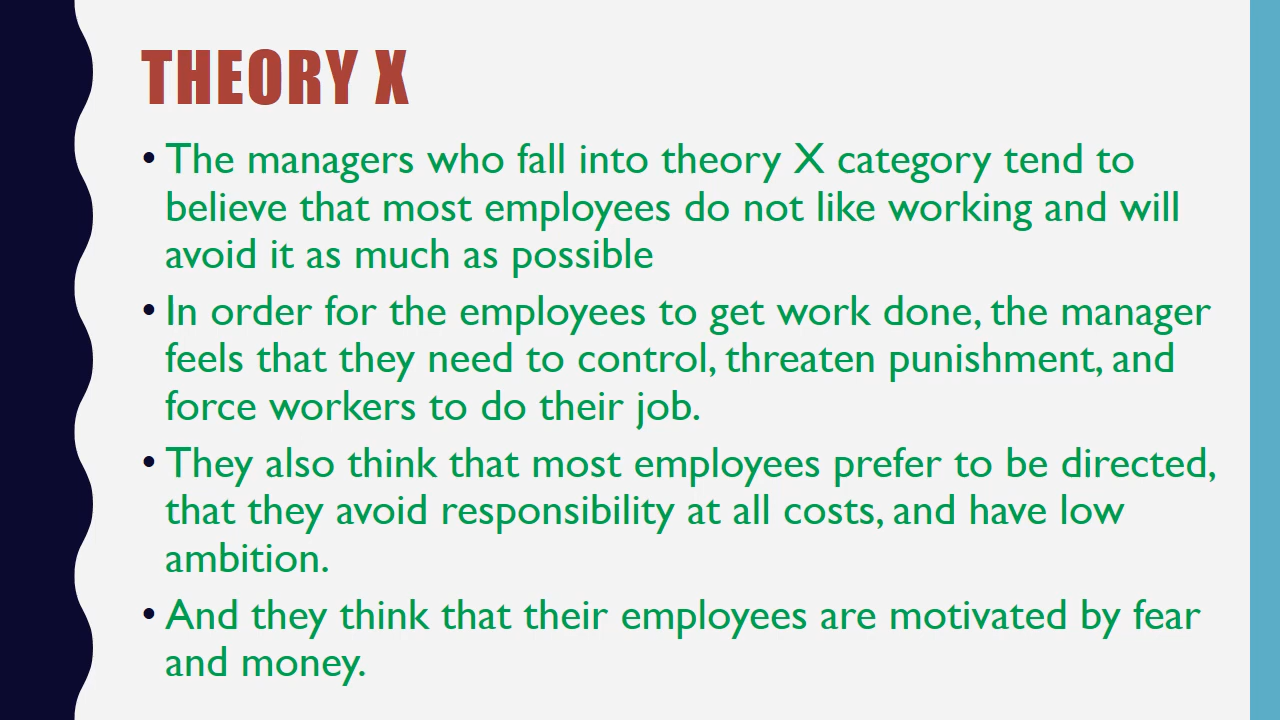 THEORY X
• The managers who fall into theory X category tend to
believe that most employees do not like working and will
avoid it as much as possible
• In order for the employees to get work done, the manager
feels that they need to control, threaten punishment, and
force workers to do their job.
• They also think that most employees prefer to be directed,
that they avoid responsibility at all costs, and have low
ambition.
• And they think that their employees are motivated by fear
and money.